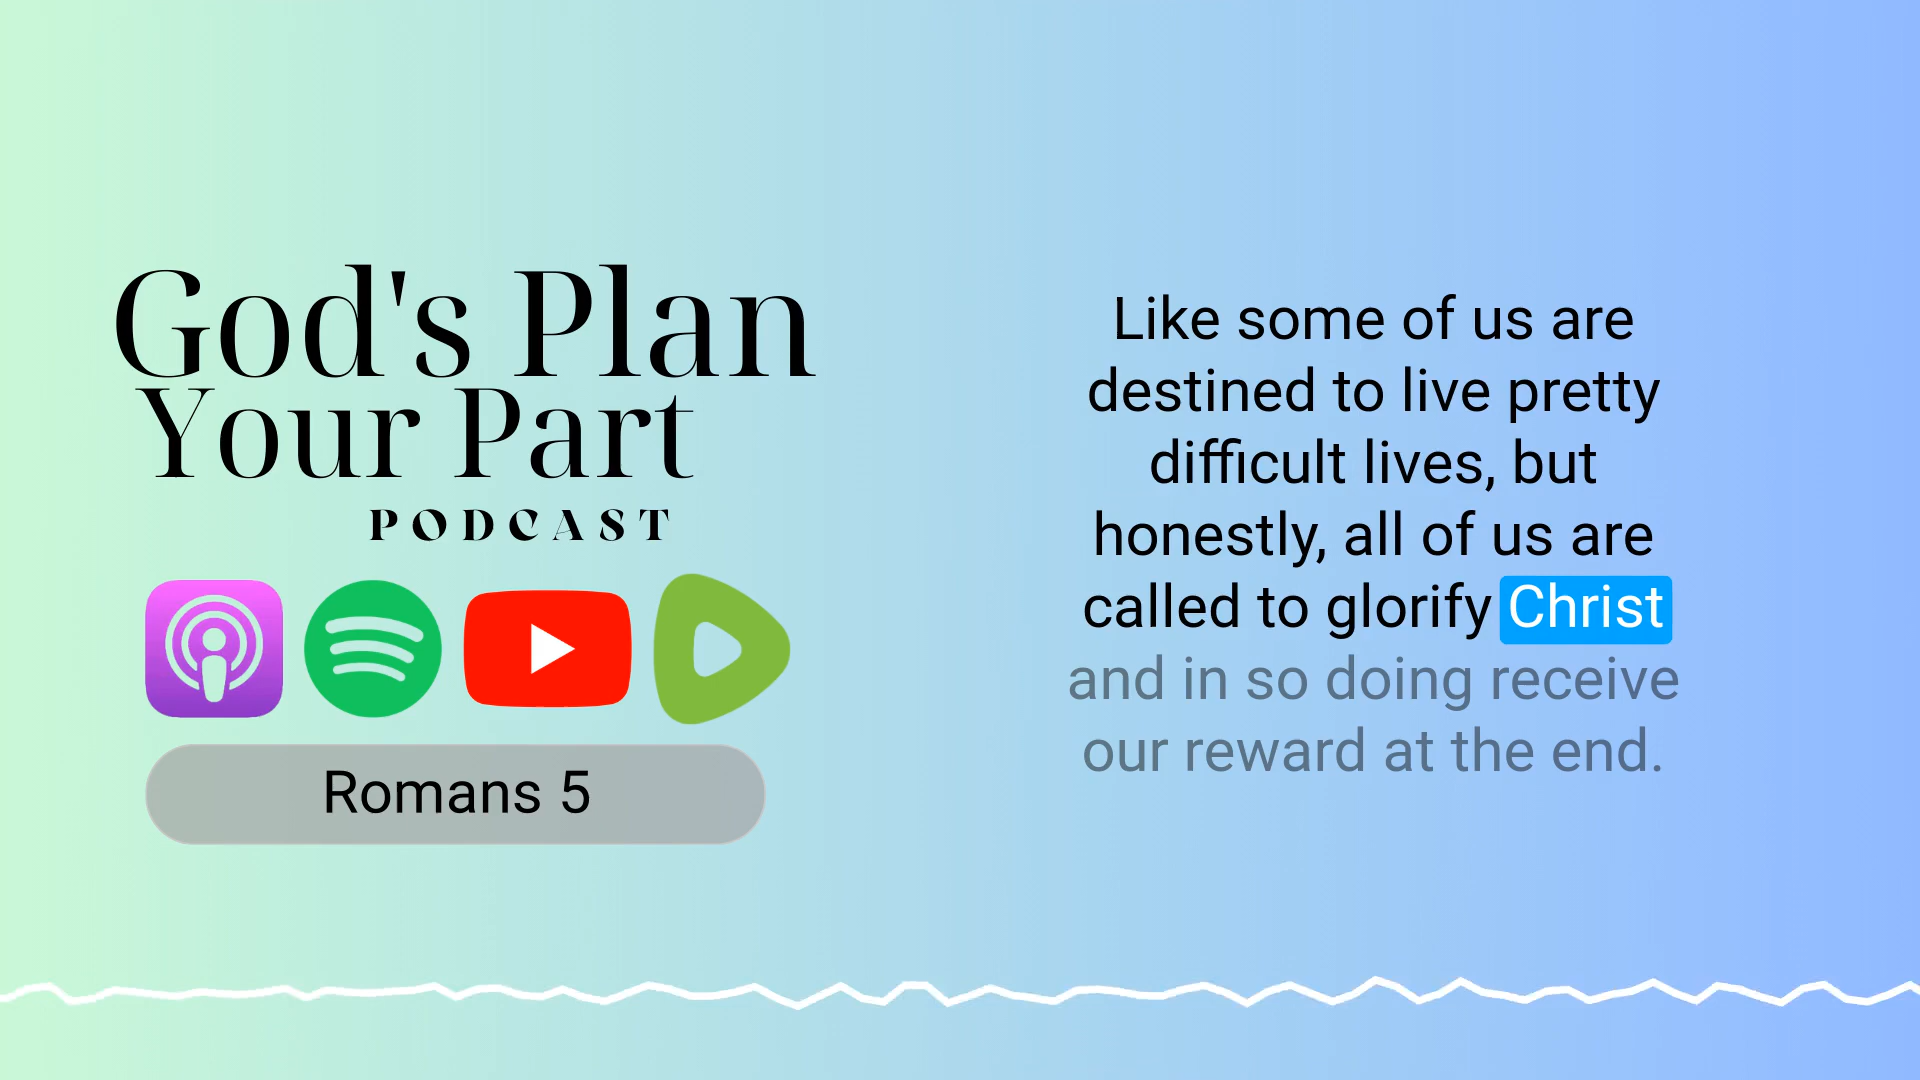 God's Plan
Your Part
PODCAST
Romans 5
Like some of us are
destined to live pretty
difficult lives, but
honestly, all of us are
called to glorify Christ
and in so doing receive
our reward at the end.